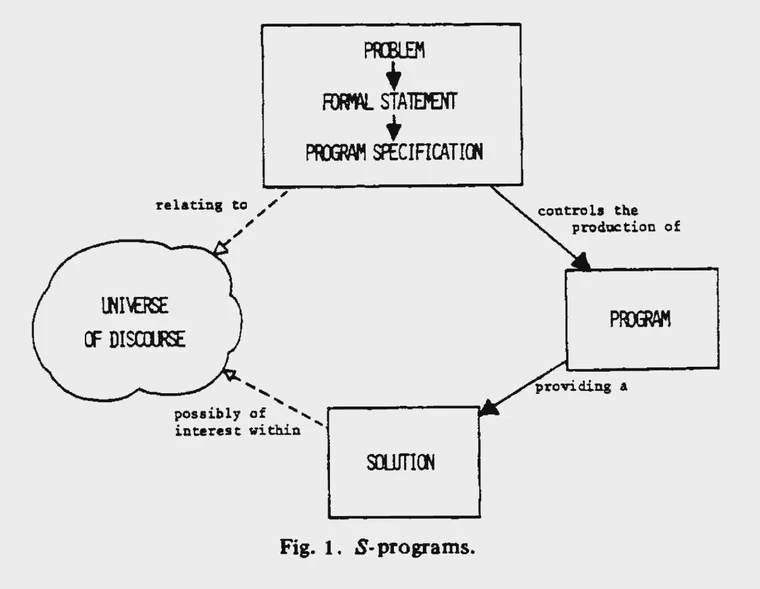 PROBLEM
FORMAL STATEMENT
PROGRAM SPECIFICATION
relating to
controls the
production of
UNIVERSE
OF DISCOURSE
PROGRAM
providing a
possibly of
interest within
SOLUTION
Fig. 1. S-programs.